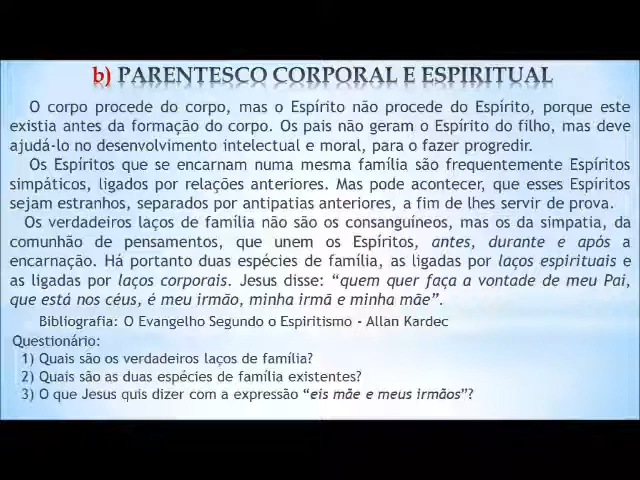 b) PARENTESCO CORPORAL E ESPIRITUAL
O corpo procede do corpo, mas o Espírito não procede do Espírito, porque este
existia antes da formação do corpo. Os pais não geram o Espírito do filho, mas deve
ajudá-lo no desenvolvimento intelectual e moral, para o fazer progredir.
Os Espíritos que se encarnam numa mesma família são frequentemente Espíritos
simpáticos, ligados por relações anteriores. Mas pode acontecer, que esses Espíritos
sejam estranhos, separados por antipatias anteriores, a fim de lhes servir de prova.
Os verdadeiros laços de família não são os consanguíneos, mas os da simpatia, da
comunhão de pensamentos, que unem os Espíritos, antes, durante e após a
encarnação. Há portanto duas espécies de família, as ligadas por laços espirituais e
as ligadas por laços corporais. Jesus disse: “quem quer faça a vontade de meu Pai,
que está nos céus, é meu irmão, minha irmã e minha mãe”.
Bibliografia: O Evangelho Segundo o Espiritismo - Allan Kardec
Questionário:
1) Quais são os verdadeiros laços de família?
2) Quais são as duas espécies de família existentes?
3) O que Jesus quis dizer com a expressão “eis mãe e meus irmãos”?